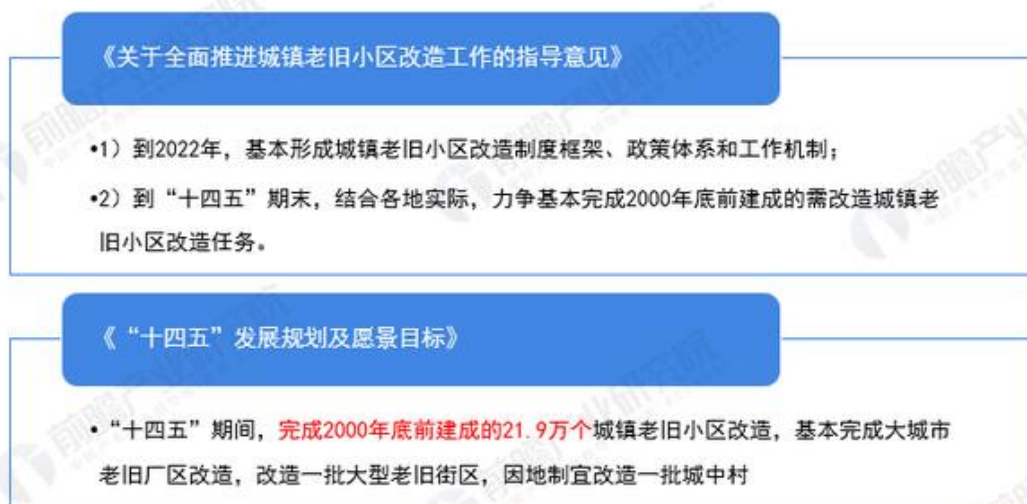 《关于全面推进城镇老旧小区改造工作的指导意见》
•1）到2022年，基本形成城镇老旧小区改造制度框架、政策体系和工作机制；
•2）到“十四五”期末，结合各地实际，力争基本完成2000年底前建成的需改造城镇老
旧小区改造任务。
《“十四五”发展规划及愿景目标》
•“十四五”期间，完成2000年底前建成的21.9万个城镇老旧小区改造，基本完成大城市
老旧厂区改造，改造一批大型老旧街区，因地制宜改造一批城中村
前瞻产业研究院